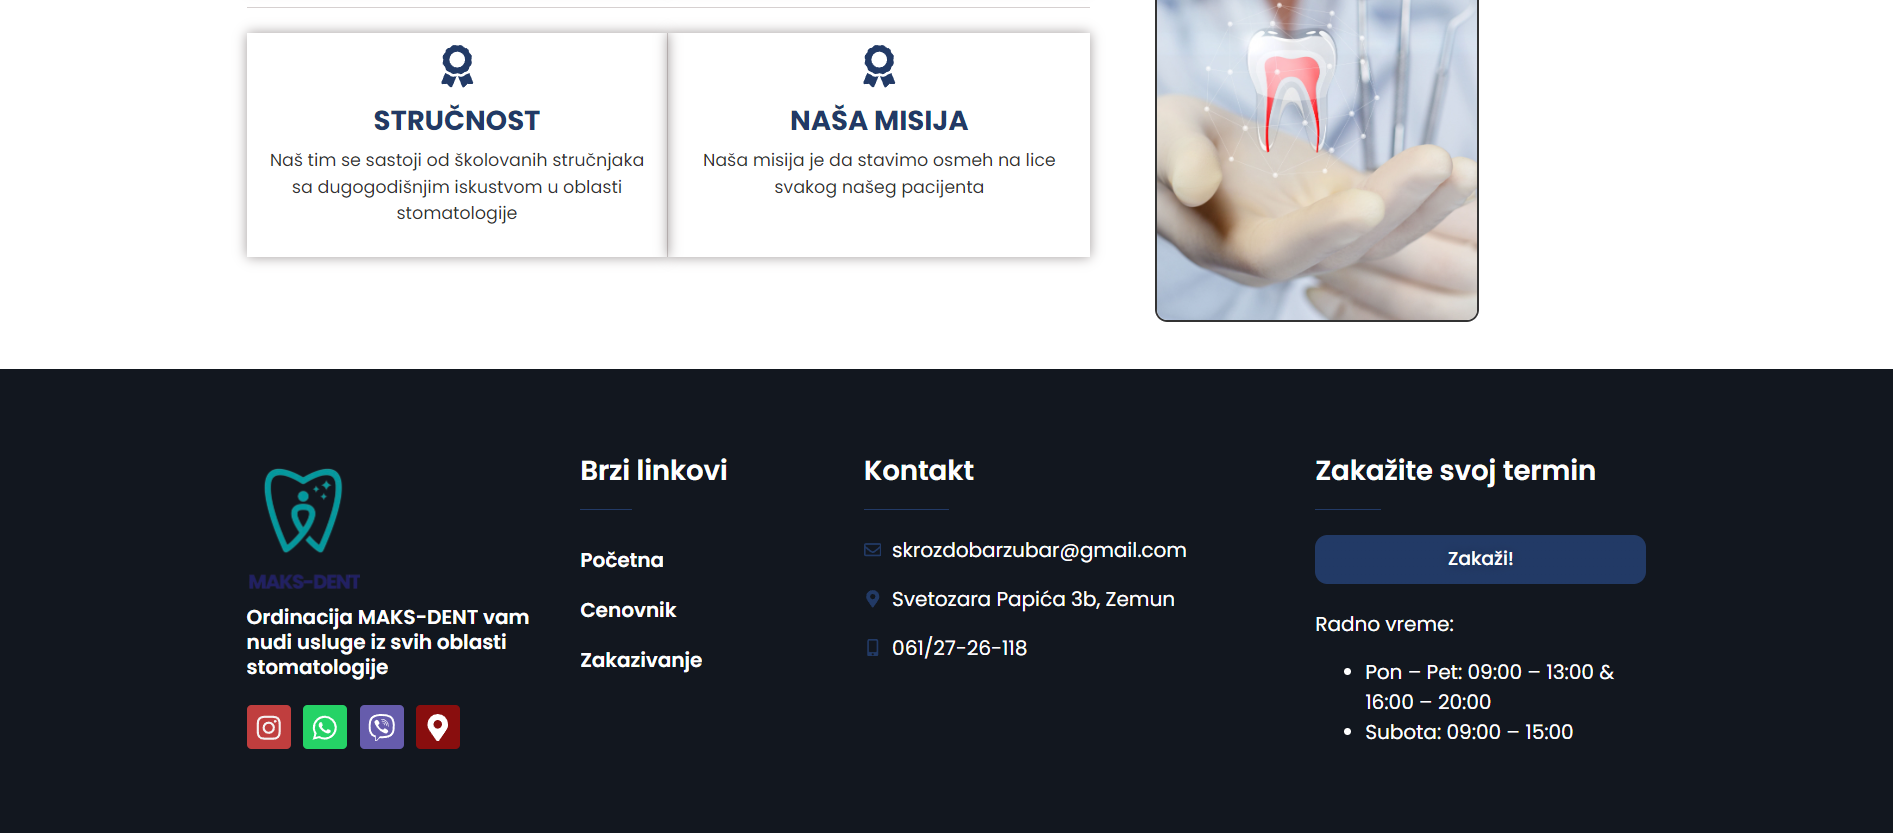 STRUČNOST
Naš tim se sastoji od školovanih stručnjaka
sa dugogodišnjim iskustvom u oblasti
stomatologije
NAŠA MISIJA
Naša misija je da stavimo osmeh na lice
svakog našeg pacijenta
MAKS-DENT
Ordinacija MAKS-DENT vam
nudi usluge iz svih oblasti
stomatologije
Brzi linkovi
Početna
Cenovnik
Zakazivanje
Kontakt
skrozdobarzubar@gmail.com
Svetozara Papića 3b, Zemun
061/27-26-118
Zakažite svoj termin
Zakaži!
Radno vreme:
Pon – Pet: 09:00 – 13:00 &
16:00 – 20:00
Subota: 09:00 – 15:00